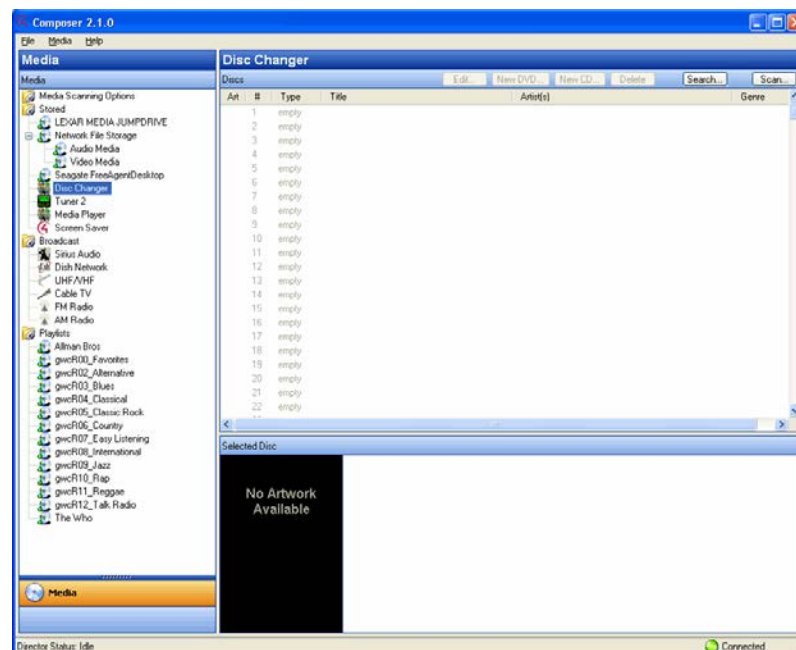 Composer 2.1.0
File Media Help
Media
Disc Changer
Media
Discs Edit... New DVD... New CD... Delete Search... Scan...
Media Scanning Options
Stored
LEXAR MEDIA JUMPDRIVE
Network File Storage
Audio Media
Video Media
Seagate FreeAgentDesktop
Disc Changer
Tuner 2
Media Player
Screen Saver
Broadcast
Sirius Audio
Dish Network
UHF/VHF
Cable TV
FM Radio
AM Radio
Playlists
Allman Bros
gwcR00_Favorites
gwcR02_Alternative
gwcR03_Blues
gwcR04_Classical
gwcR05_Classic Rock
gwcR06_Country
gwcR07_Easy Listening
gwcR08_International
gwcR09_Jazz
gwcR10_Rap
gwcR11_Reggae
gwcR12_Talk Radio
The Who
Media
Art # Type Title Artist(s) Genre
1 empty
2 empty
3 empty
4 empty
5 empty
6 empty
7 empty
8 empty
9 empty
10 empty
11 empty
12 empty
13 empty
14 empty
15 empty
16 empty
17 empty
18 empty
19 empty
20 empty
21 empty
22 empty
Selected Disc
No Artwork
Available
Director Status: Idle
Connected